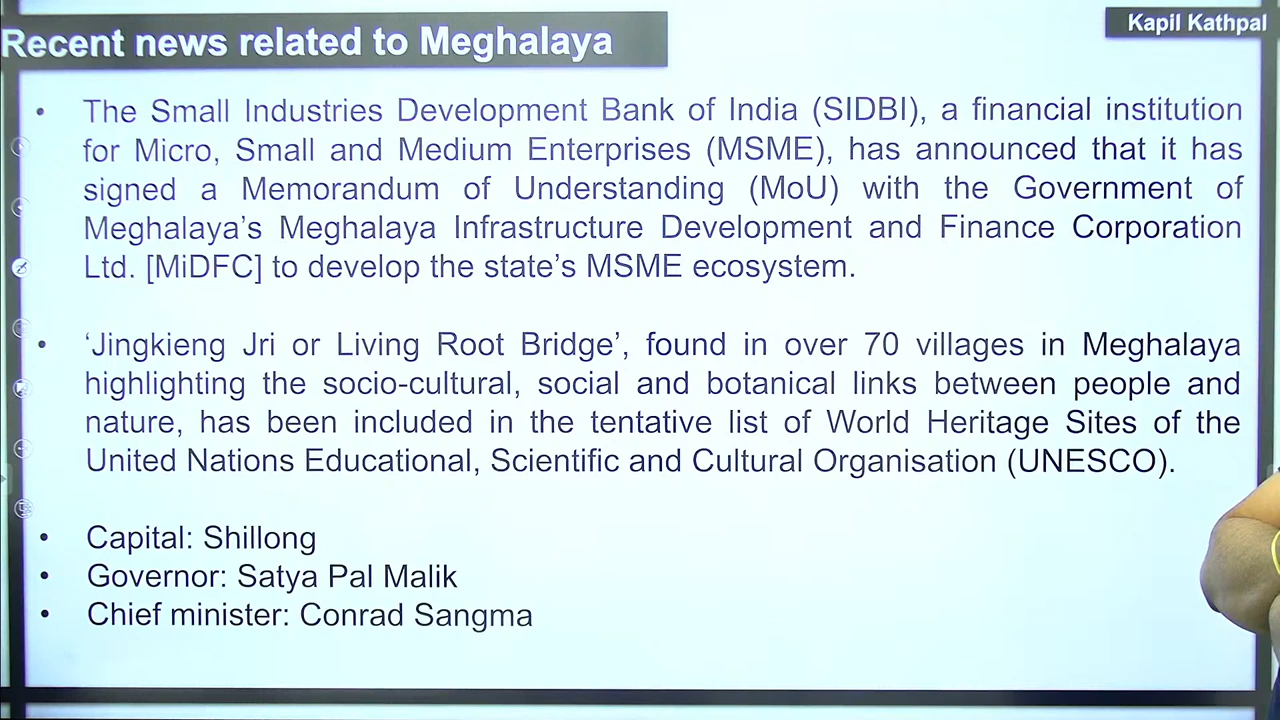 Recent news related to Meghalaya
Kapil Kathpal
• The Small Industries Development Bank of India (SIDBI), a financial institution
for Micro, Small and Medium Enterprises (MSME), has announced that it has
signed a Memorandum of Understanding (MoU) with the Government of
Meghalaya’s Meghalaya Infrastructure Development and Finance Corporation
Ltd. [MiDFC] to develop the state’s MSME ecosystem.
• ‘Jingkieng Jri or Living Root Bridge’, found in over 70 villages in Meghalaya
highlighting the socio-cultural, social and botanical links between people and
nature, has been included in the tentative list of World Heritage Sites of the
United Nations Educational, Scientific and Cultural Organisation (UNESCO).
• Capital: Shillong
• Governor: Satya Pal Malik
• Chief minister: Conrad Sangma